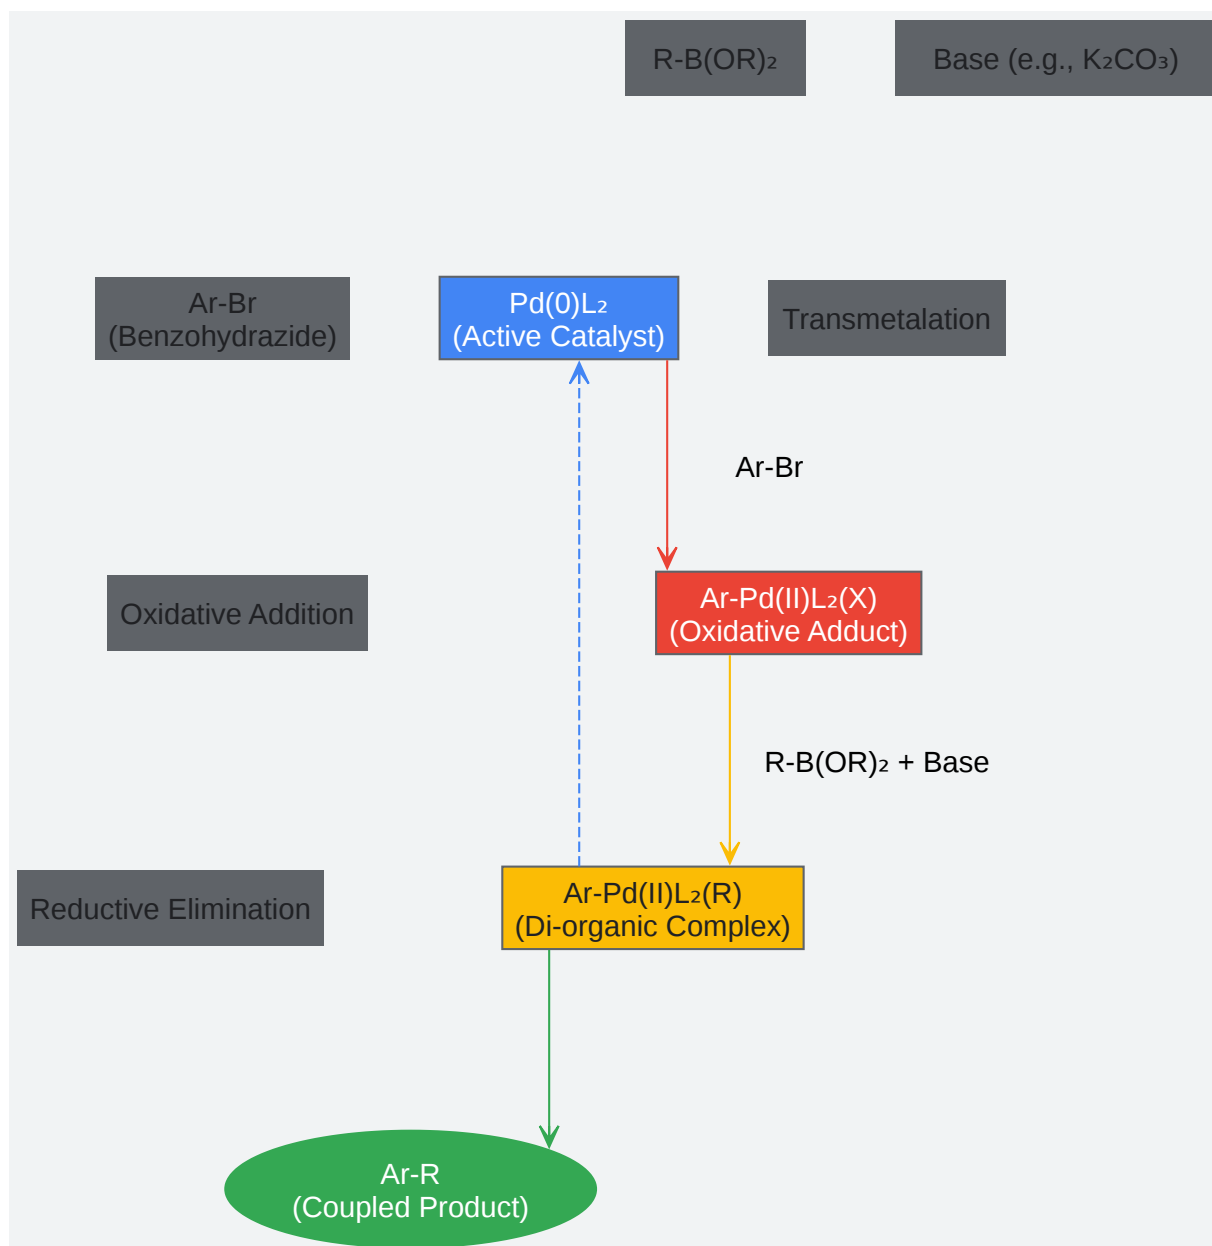 R-B(OR)₂
Base (e.g., K₂CO₃)
Ar-Br
(Benzohydrazide)
Pd(0)L₂
(Active Catalyst)
Transmetalation
Ar-Br
Oxidative Addition
Ar-Pd(II)L₂(X)
(Oxidative Adduct)
R-B(OR)₂ + Base
Reductive Elimination
Ar-Pd(II)L₂(R)
(Di-organic Complex)
Ar-R
(Coupled Product)